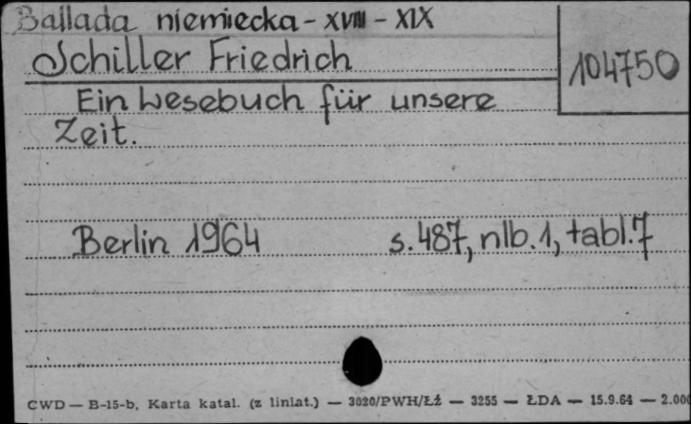 Ballada niemiecka - XVIII - XIX
Schiller Friedrich
104750
Ein Lesebuch für unsere
Zeit.
Berlin 1964 s. 487, nlb. 1, tabl. 7
CWD — B-15-b, Karta katal. (z liniat.) — 3020/PWH/Łź — 3255 — ŁDA — 15.9.64 — 2.000